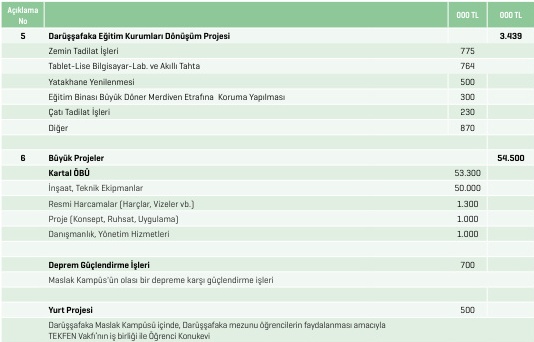 Açıklama No 000 TL 000 TL
5 Darüşşafaka Eğitim Kurumları Dönüşüm Projesi 3.439
Zemin Tadilat İşleri 775
Tablet-Lise Bilgisayar-Lab. ve Akıllı Tahta 764
Yatakhane Yenilenmesi 500
Eğitim Binası Büyük Döner Merdiven Etrafına Koruma Yapılması 300
Çatı Tadilat İşleri 230
Diğer 870
6 Büyük Projeler 54.500
Kartal ÖBÜ 53.300
İnşaat, Teknik Ekipmanlar 50.000
Resmi Harcamalar (Harçlar, Vizeler vb.) 1.300
Proje (Konsept, Ruhsat, Uygulama) 1.000
Danışmanlık, Yönetim Hizmetleri 1.000
Deprem Güçlendirme İşleri 700
Maslak Kampüs'ün olası bir depreme karşı güçlendirme işleri
Yurt Projesi 500
Darüşşafaka Maslak Kampüsü içinde, Darüşşafaka mezunu öğrencilerin faydalanması amacıyla
TEKFEN Vakfı'nın iş birliği ile Öğrenci Konukevi